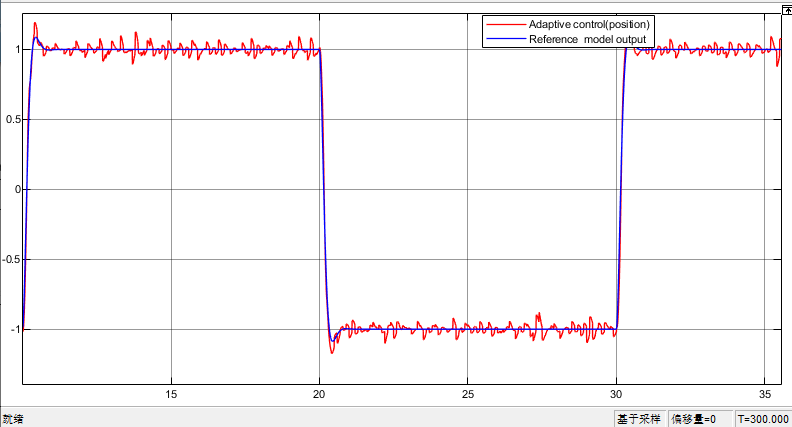 Adaptive control(position)
Reference model output
1
0.5
0
-0.5
-1
15 20 25 30 35
就绪 基于采样 偏移量=0 T=300.000